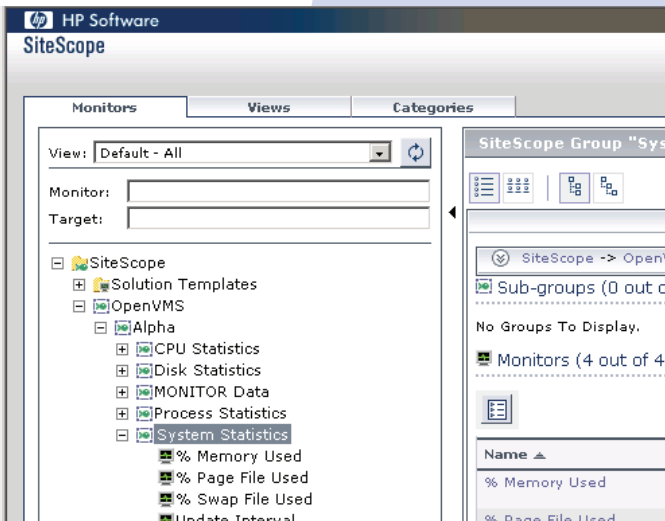 hp HP Software
SiteScope
Monitors Views Categories
View: Default - All
Monitor:
Target:
SiteScope
Solution Templates
OpenVMS
Alpha
CPU Statistics
Disk Statistics
MONITOR Data
Process Statistics
System Statistics
% Memory Used
% Page File Used
% Swap File Used
Update Interval
SiteScope Group "Sys
SiteScope -> OpenV
Sub-groups (0 out o
No Groups To Display.
Monitors (4 out of 4
Name
% Memory Used
% Page File Used